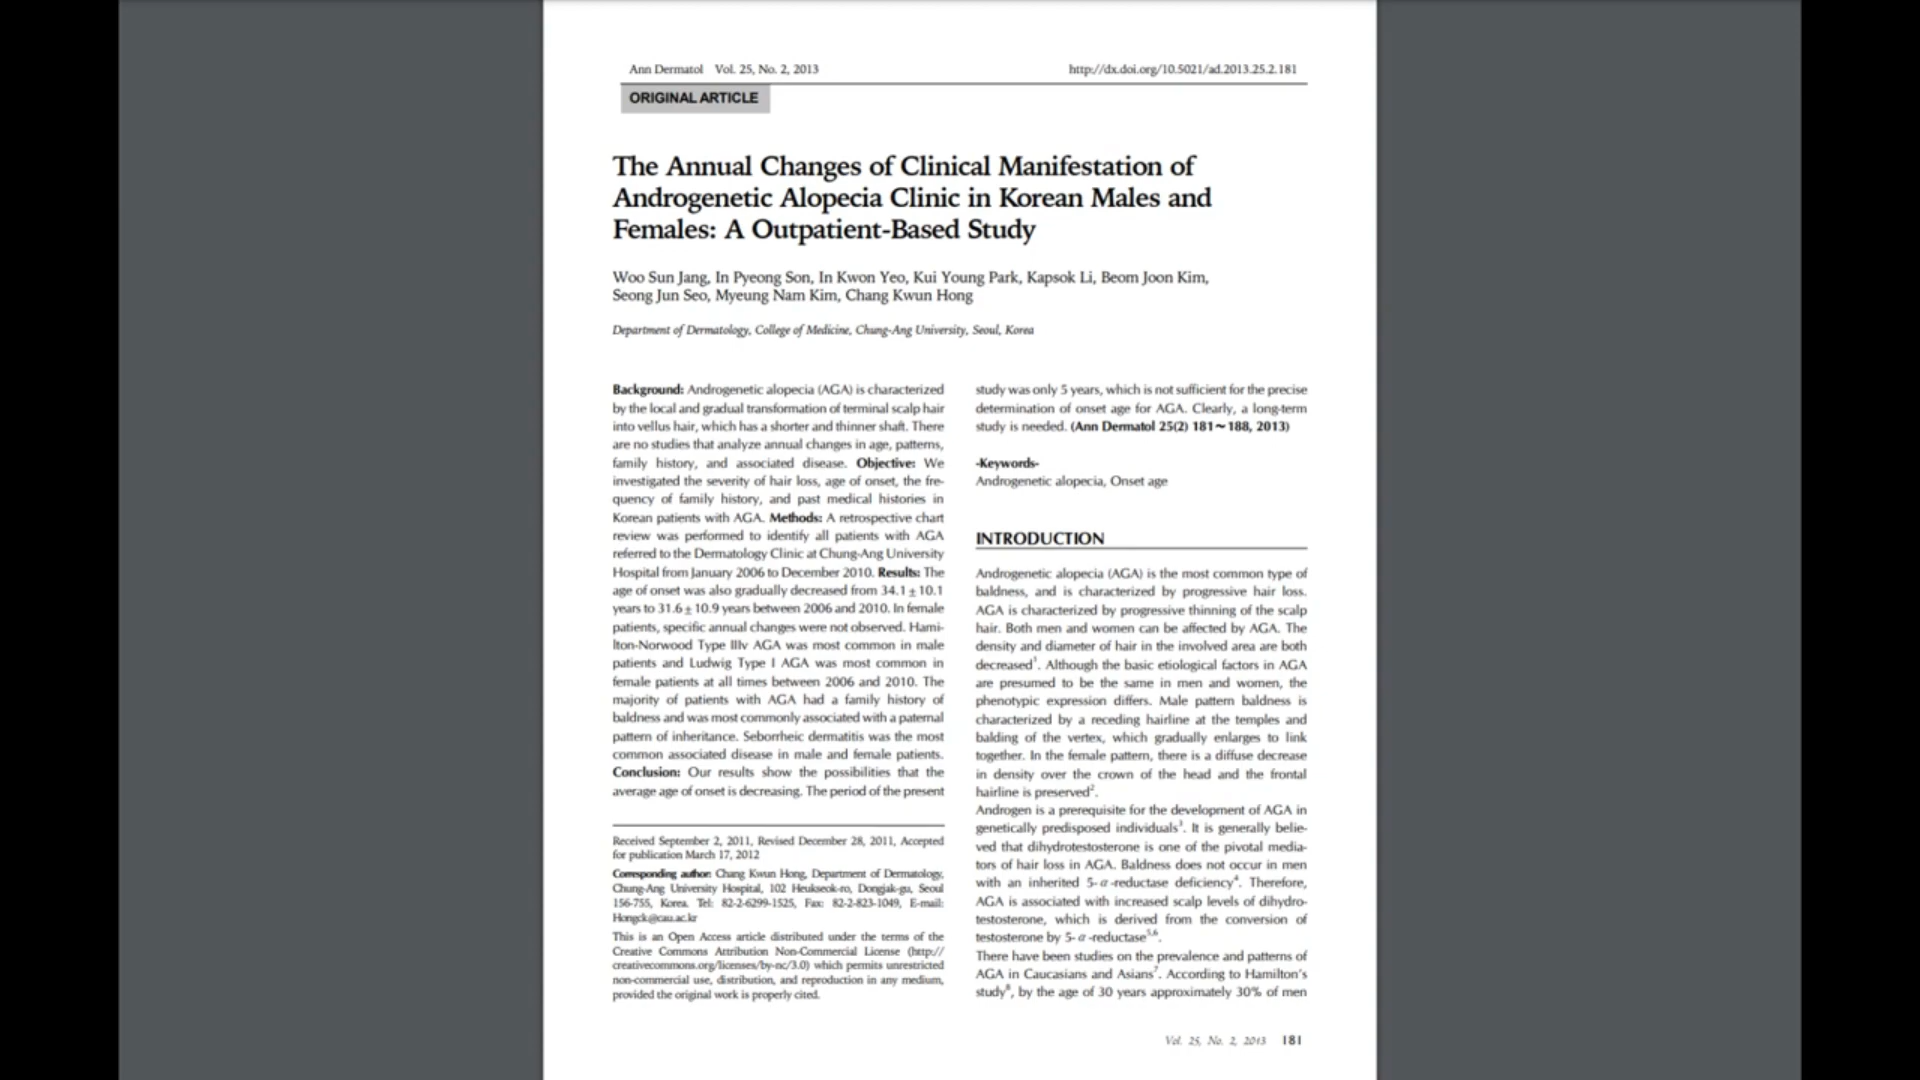 Ann Dermatol Vol. 25, No. 2, 2013
http://dx.doi.org/10.5021/ad.2013.25.2.181
ORIGINAL ARTICLE
The Annual Changes of Clinical Manifestation of
Androgenetic Alopecia Clinic in Korean Males and
Females: A Outpatient-Based Study
Woo Sun Jang, In Pyeong Son, In Kwon Yeo, Kui Young Park, Kapsok Li, Beom Joon Kim,
Seong Jun Seo, Myeung Nam Kim, Chang Kwun Hong
Department of Dermatology, College of Medicine, Chung-Ang University, Seoul, Korea
Background: Androgenetic alopecia (AGA) is characterized
by the local and gradual transformation of terminal scalp hair
into vellus hair, which has a shorter and thinner shaft. There
are no studies that analyze annual changes in age, patterns,
family history, and associated disease. Objective: We
investigated the severity of hair loss, age of onset, the fre-
quency of family history, and past medical histories in
Korean patients with AGA. Methods: A retrospective chart
review was performed to identify all patients with AGA
referred to the Dermatology Clinic at Chung-Ang University
Hospital from January 2006 to December 2010. Results: The
age of onset was also gradually decreased from 34.1±10.1
years to 31.6±10.9 years between 2006 and 2010. In female
patients, specific annual changes were not observed. Hami-
lton-Norwood Type IIIv AGA was most common in male
patients and Ludwig Type I AGA was most common in
female patients at all times between 2006 and 2010. The
majority of patients with AGA had a family history of
baldness and was most commonly associated with a paternal
pattern of inheritance. Seborrheic dermatitis was the most
common associated disease in male and female patients.
Conclusion: Our results show the possibilities that the
average age of onset is decreasing. The period of the present
Received September 2, 2011, Revised December 28, 2011, Accepted
for publication March 17, 2012
Corresponding author: Chang Kwun Hong, Department of Dermatology,
Chung-Ang University Hospital, 102 Heukseok-ro, Dongjak-gu, Seoul
156-755, Korea. Tel: 82-2-6299-1525, Fax: 82-2-823-1049, E-mail:
Hongck@cau.ac.kr
This is an Open Access article distributed under the terms of the
Creative Commons Attribution Non-Commercial License (http://
creativecommons.org/licenses/by-nc/3.0) which permits unrestricted
non-commercial use, distribution, and reproduction in any medium,
provided the original work is properly cited.
study was only 5 years, which is not sufficient for the precise
determination of onset age for AGA. Clearly, a long-term
study is needed. (Ann Dermatol 25(2) 181~188, 2013)
-Keywords-
Androgenetic alopecia, Onset age
INTRODUCTION
Androgenetic alopecia (AGA) is the most common type of
baldness, and is characterized by progressive hair loss.
AGA is characterized by progressive thinning of the scalp
hair. Both men and women can be affected by AGA. The
density and diameter of hair in the involved area are both
decreased¹. Although the basic etiological factors in AGA
are presumed to be the same in men and women, the
phenotypic expression differs. Male pattern baldness is
characterized by a receding hairline at the temples and
balding of the vertex, which gradually enlarges to link
together. In the female pattern, there is a diffuse decrease
in density over the crown of the head and the frontal
hairline is preserved².
Androgen is a prerequisite for the development of AGA in
genetically predisposed individuals³. It is generally belie-
ved that dihydrotestosterone is one of the pivotal media-
tors of hair loss in AGA. Baldness does not occur in men
with an inherited 5-α-reductase deficiency⁴. Therefore,
AGA is associated with increased scalp levels of dihydro-
testosterone, which is derived from the conversion of
testosterone by 5-α-reductase⁵,⁶.
There have been studies on the prevalence and patterns of
AGA in Caucasians and Asians⁷. According to Hamilton's
study⁸, by the age of 30 years approximately 30% of men
Vol. 25, No. 2, 2013 181